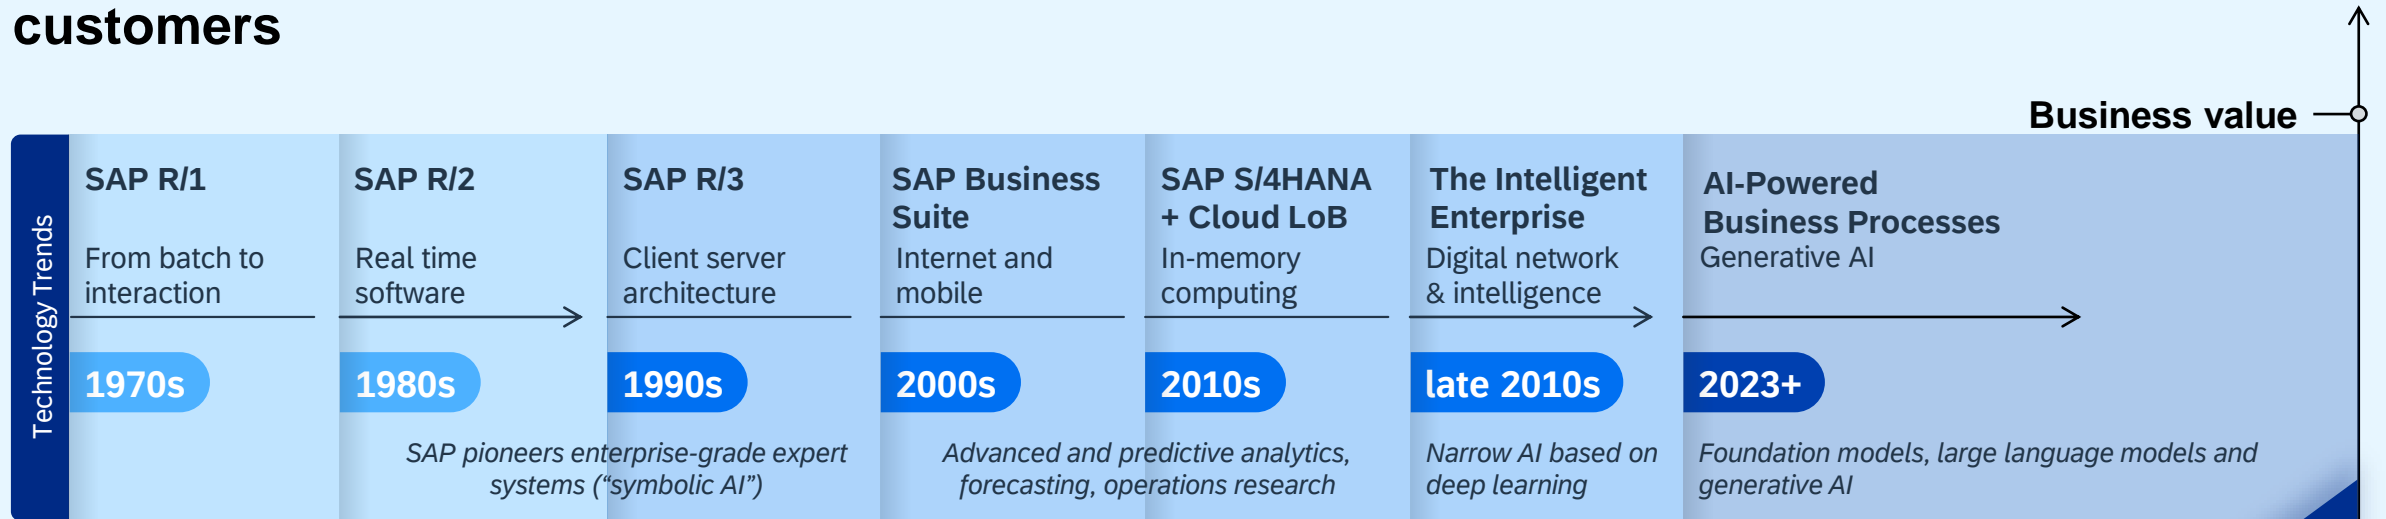 customers
Business value
Technology Trends
SAP R/1
From batch to
interaction
1970s
SAP R/2
Real time
software
1980s
SAP R/3
Client server
architecture
1990s
SAP pioneers enterprise-grade expert
systems (“symbolic AI”)
SAP Business
Suite
Internet and
mobile
2000s
SAP S/4HANA
+ Cloud LoB
In-memory
computing
2010s
Advanced and predictive analytics,
forecasting, operations research
The Intelligent
Enterprise
Digital network
& intelligence
late 2010s
Narrow AI based on
deep learning
AI-Powered
Business Processes
Generative AI
2023+
Foundation models, large language models and
generative AI